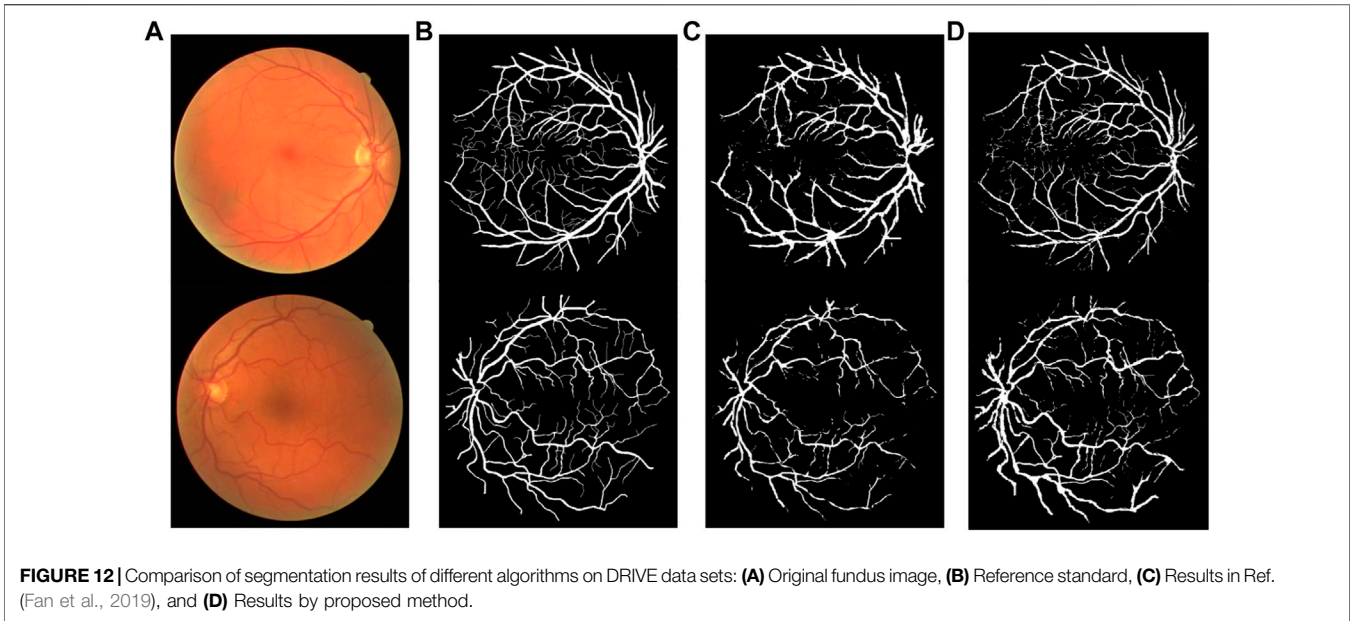 A B C D
FIGURE 12 | Comparison of segmentation results of different algorithms on DRIVE data sets: (A) Original fundus image, (B) Reference standard, (C) Results in Ref.
(Fan et al., 2019), and (D) Results by proposed method.